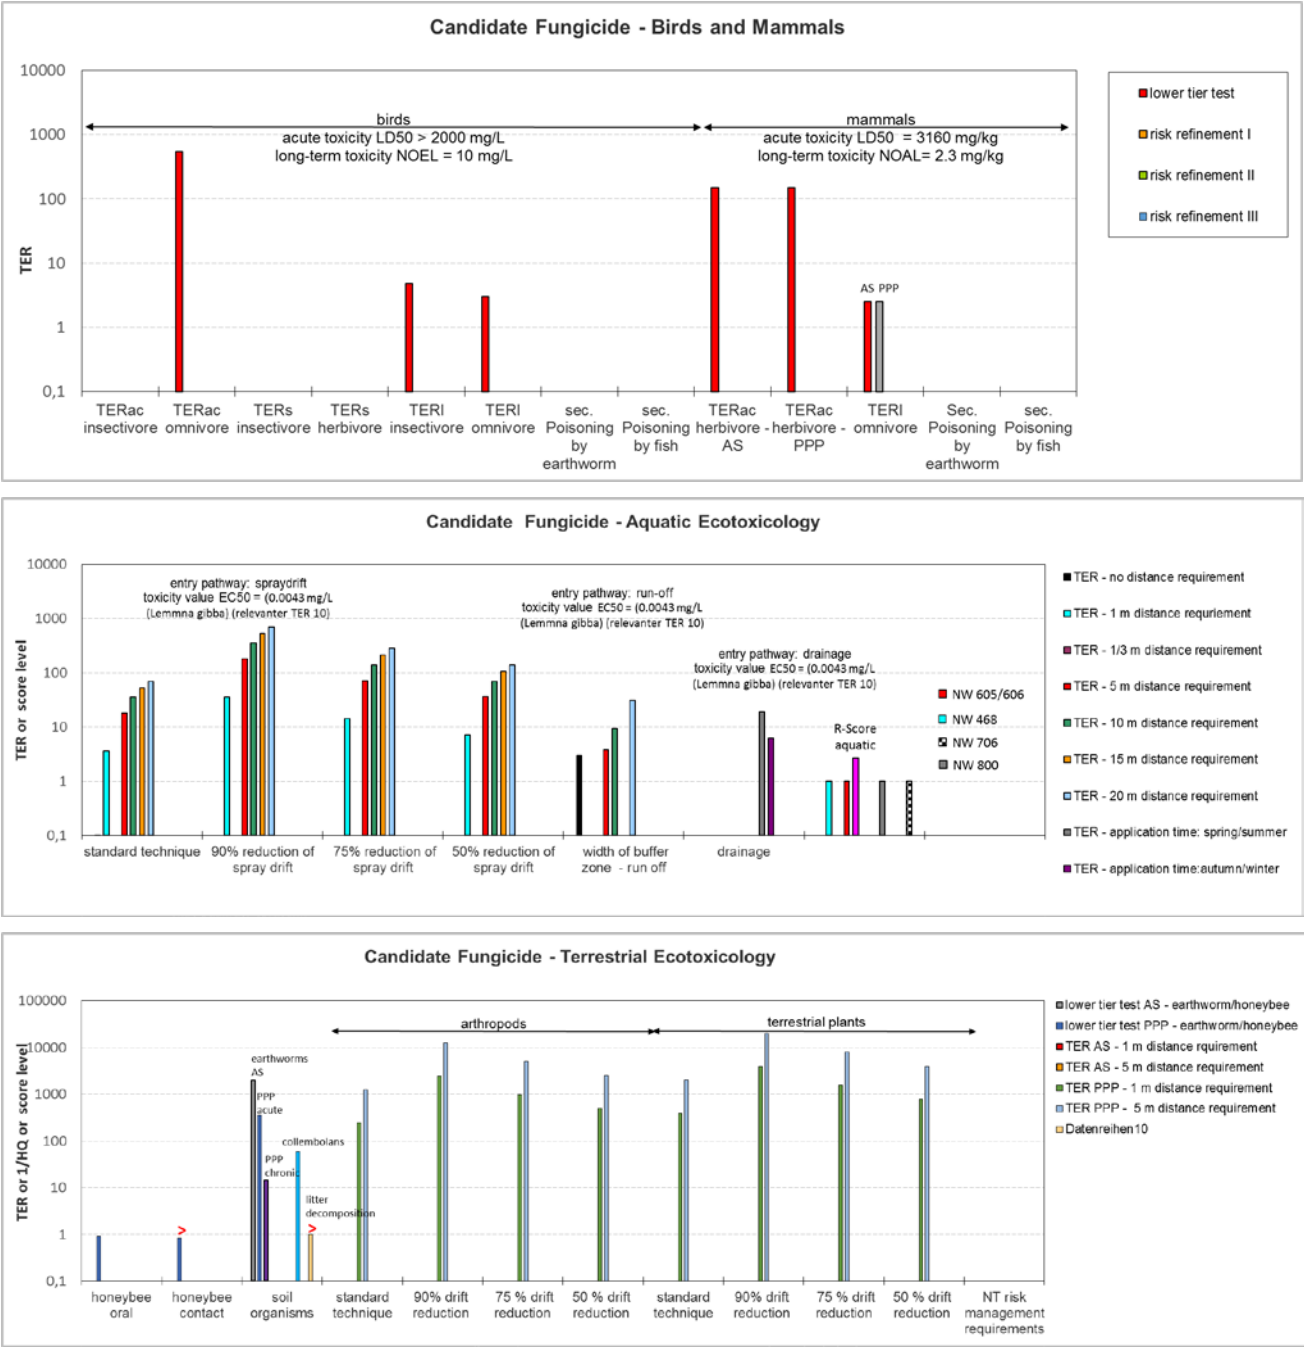 Candidate Fungicide - Birds and Mammals
10000
1000
100
10
1
0,1
TER
birds
acute toxicity LD50 > 2000 mg/L
long-term toxicity NOEL = 10 mg/L
mammals
acute toxicity LD50 = 3160 mg/kg
long-term toxicity NOAL= 2.3 mg/kg
AS PPP
TERac insectivore
TERac omnivore
TERs insectivore
TERs herbivore
TERl insectivore
TERl omnivore
sec. Poisoning by earthworm
sec. Poisoning by fish
TERac herbivore - AS
TERac herbivore - PPP
TERl omnivore
Sec. Poisoning by earthworm
sec. Poisoning by fish
lower tier test
risk refinement I
risk refinement II
risk refinement III
Candidate Fungicide - Aquatic Ecotoxicology
10000
1000
100
10
1
0,1
TER or score level
entry pathway: spraydrift
toxicity value EC50 = (0.0043 mg/L
(Lemmna gibba) (relevanter TER 10)
entry pathway: run-off
toxicity value EC50 = (0.0043 mg/L
(Lemmna gibba) (relevanter TER 10)
entry pathway: drainage
toxicity value EC50 = (0.0043 mg/L
(Lemmna gibba) (relevanter TER 10)
R-Score
aquatic
NW 605/606
NW 468
NW 706
NW 800
standard technique
90% reduction of spray drift
75% reduction of spray drift
50% reduction of spray drift
width of buffer zone - run off
drainage
TER - no distance requirement
TER - 1 m distance requriement
TER - 1/3 m distance requirement
TER - 5 m distance requirement
TER - 10 m distance requirement
TER - 15 m distance requirement
TER - 20 m distance requirement
TER - application time: spring/summer
TER - application time:autumn/winter
Candidate Fungicide - Terrestrial Ecotoxicology
100000
10000
1000
100
10
1
0,1
TER or 1/HQ or score level
arthropods
terrestrial plants
earthworms
AS
PPP
acute
PPP
chronic
collembolans
litter
decomposition
>
>
honeybee oral
honeybee contact
soil organisms
standard technique
90% drift reduction
75 % drift reduction
50 % drift reduction
standard technique
90% drift reduction
75 % drift reduction
50 % drift reduction
NT risk management requirements
lower tier test AS - earthworm/honeybee
lower tier test PPP - earthworm/honeybee
TER AS - 1 m distance rquirement
TER AS - 5 m distance requirement
TER PPP - 1 m distance requirement
TER PPP - 5 m distance requirement
Datenreihen10